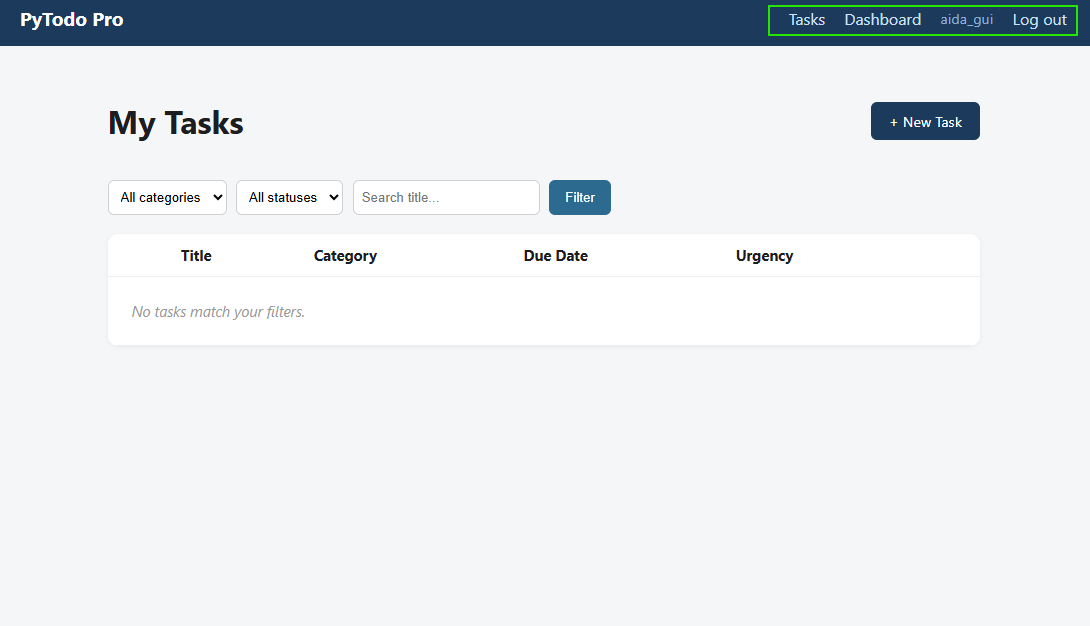 PyTodo Pro Tasks Dashboard aida_gui Log out
My Tasks + New Task
All categories All statuses Search title... Filter
Title Category Due Date Urgency
No tasks match your filters.